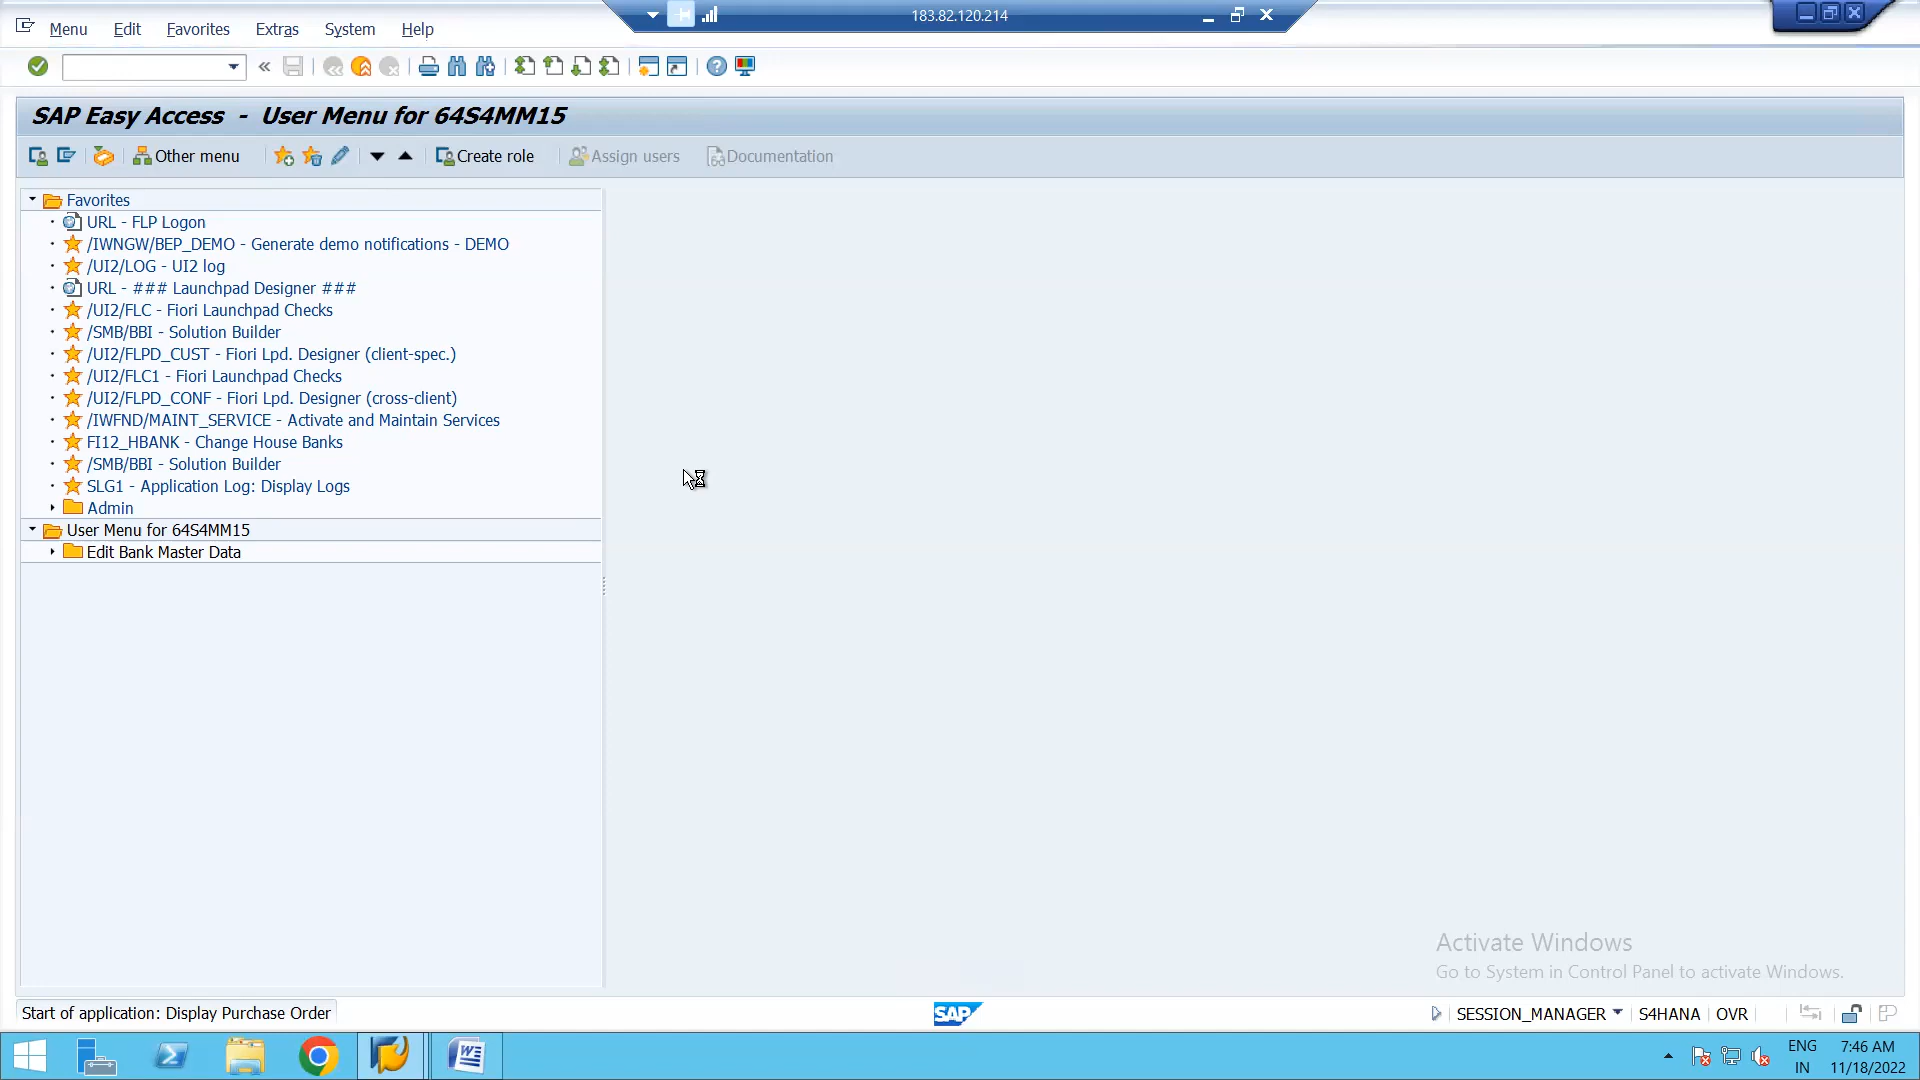 183.82.120.214
Menu Edit Favorites Extras System Help
SAP Easy Access - User Menu for 64S4MM15
Other menu Create role Assign users Documentation
Favorites
URL - FLP Logon
/IWNGW/BEP_DEMO - Generate demo notifications - DEMO
/UI2/LOG - UI2 log
URL - ### Launchpad Designer ###
/UI2/FLC - Fiori Launchpad Checks
/SMB/BBI - Solution Builder
/UI2/FLPD_CUST - Fiori Lpd. Designer (client-spec.)
/UI2/FLC1 - Fiori Launchpad Checks
/UI2/FLPD_CONF - Fiori Lpd. Designer (cross-client)
/IWFND/MAINT_SERVICE - Activate and Maintain Services
FI12_HBANK - Change House Banks
/SMB/BBI - Solution Builder
SLG1 - Application Log: Display Logs
Admin
User Menu for 64S4MM15
Edit Bank Master Data
Activate Windows
Go to System in Control Panel to activate Windows.
Start of application: Display Purchase Order SAP SESSION_MANAGER S4HANA OVR
ENG 7:46 AM
IN 11/18/2022